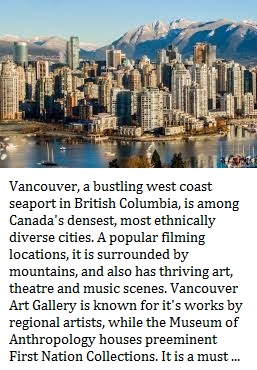 Vancouver, a bustling west coast
seaport in British Columbia, is among
Canada's densest, most ethnically
diverse cities. A popular filming
locations, it is surrounded by
mountains, and also has thriving art,
theatre and music scenes. Vancouver
Art Gallery is known for it's works by
regional artists, while the Museum of
Anthropology houses preeminent
First Nation Collections. It is a must ...